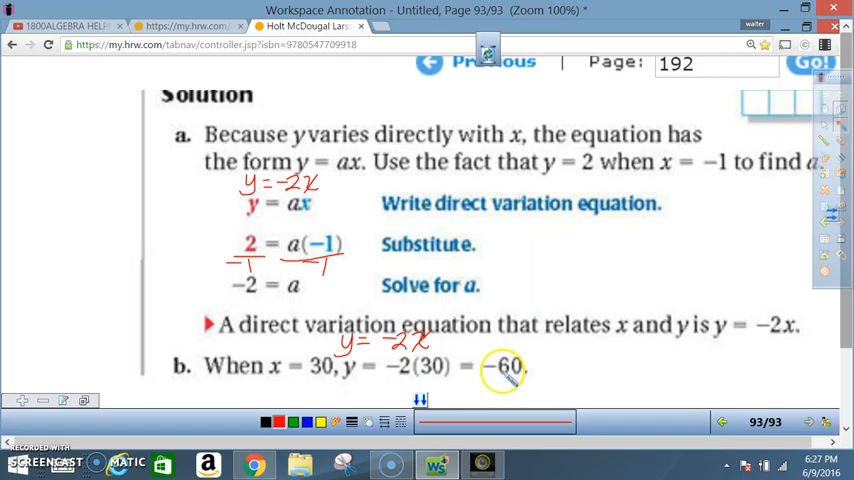 Workspace Annotation - Untitled, Page 93/93 (Zoom 100%) *
1800ALGEBRA HELP
https://my.hrw.com/tabna
Holt McDougal Lars
walter
https://my.hrw.com/tabnav/controller.jsp?isbn=9780547709918
Previous | Page: 192 Go!
Solution
a. Because y varies directly with x, the equation has
the form y = ax. Use the fact that y = 2 when x = −1 to find a.
y = -2x
y = ax Write direct variation equation.
2 = a(−1) Substitute.
-1 -1
−2 = a Solve for a.
A direct variation equation that relates x and y is y = −2x.
y = -2x
b. When x = 30, y = −2(30) = −60.
93/93
RECORDED WITH
SCREENCAST MATIC
6:27 PM
6/9/2016